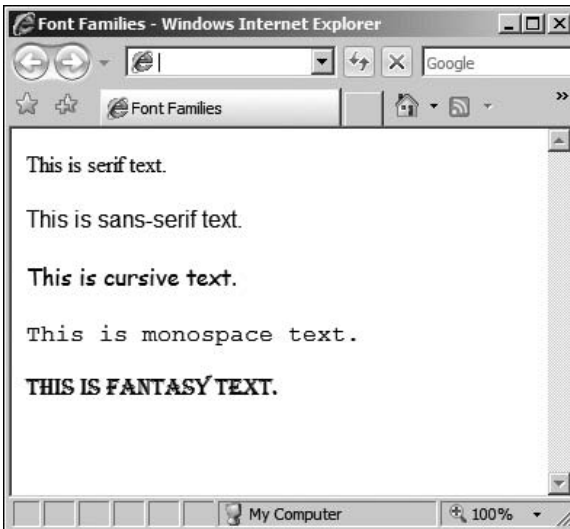 Font Families - Windows Internet Explorer
Google
Font Families
»
This is serif text.
This is sans-serif text.
This is cursive text.
This is monospace text.
THIS IS FANTASY TEXT.
My Computer
100%